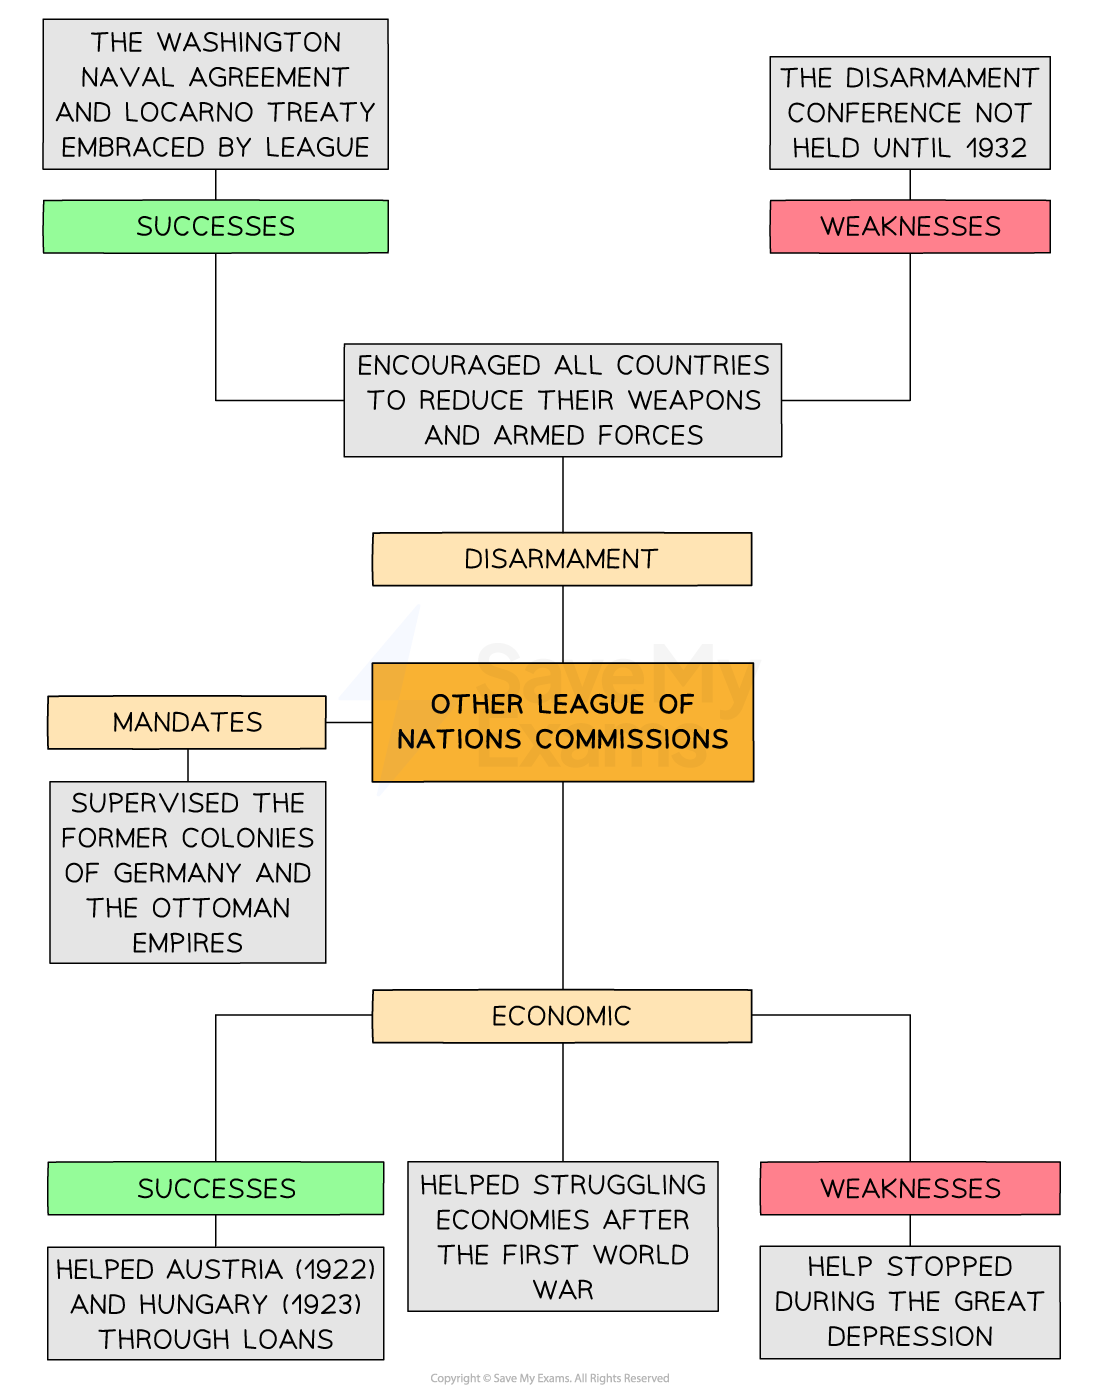 THE WASHINGTON
NAVAL AGREEMENT
AND LOCARNO TREATY
EMBRACED BY LEAGUE
THE DISARMAMENT
CONFERENCE NOT
HELD UNTIL 1932
SUCCESSES
WEAKNESSES
ENCOURAGED ALL COUNTRIES
TO REDUCE THEIR WEAPONS
AND ARMED FORCES
DISARMAMENT
SaveMy
Exams
OTHER LEAGUE OF
NATIONS COMMISSIONS
MANDATES
SUPERVISED THE
FORMER COLONIES
OF GERMANY AND
THE OTTOMAN
EMPIRES
ECONOMIC
SUCCESSES
HELPED AUSTRIA (1922)
AND HUNGARY (1923)
THROUGH LOANS
HELPED STRUGGLING
ECONOMIES AFTER
THE FIRST WORLD
WAR
WEAKNESSES
HELP STOPPED
DURING THE GREAT
DEPRESSION
Copyright © Save My Exams. All Rights Reserved